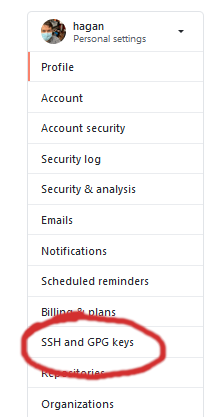 hagan
Personal settings
Profile
Account
Account security
Security log
Security & analysis
Emails
Notifications
Scheduled reminders
Billing & plans
SSH and GPG keys
Repositories
Organizations